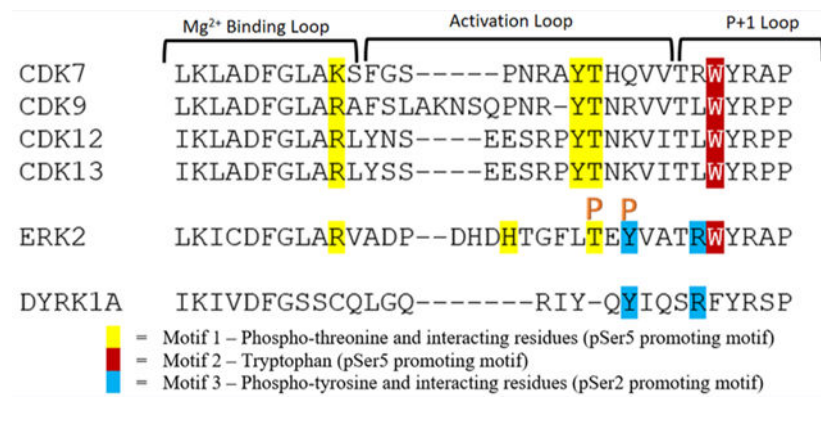 Mg²⁺ Binding Loop Activation Loop P+1 Loop
CDK7 LKLADFGLAKSFGS-----PNRAYTHQVVTRWYRAP
CDK9 LKLADFGLARAFSLAKNSQPNR-YTNRVVTLWYRPP
CDK12 IKLADFGLARLYNS----EESRPYTNKVITLWYRPP
CDK13 IKLADFGLARLYSS----EESRPYTNKVITLWYRPP
P P
ERK2 LKICDFGLARVADP--DHDHTGFLTEYVATRWYRAP
DYRK1A IKIVDFGSSCQLGQ-------RIY-QYIQSRFYRSP
= Motif 1 – Phospho-threonine and interacting residues (pSer5 promoting motif)
= Motif 2 – Tryptophan (pSer5 promoting motif)
= Motif 3 – Phospho-tyrosine and interacting residues (pSer2 promoting motif)